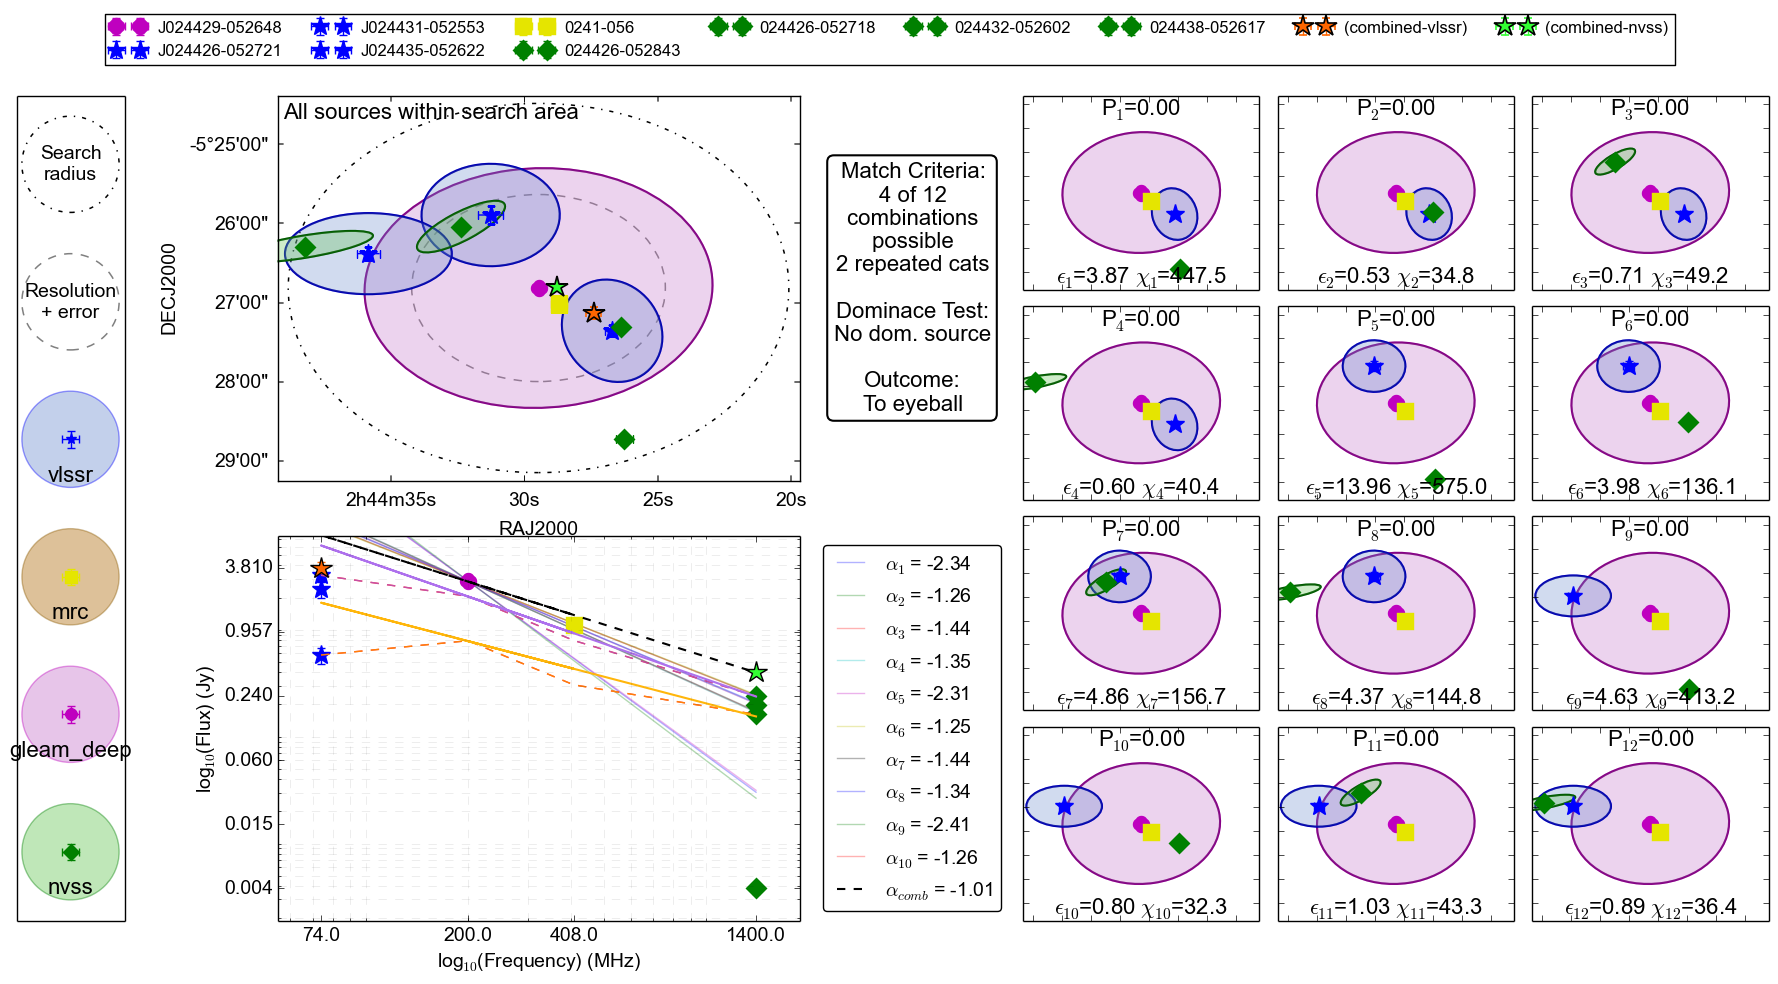 J024429-052648
J024431-052553
0241-056
024426-052718
024432-052602
024438-052617
(combined-vlssr)
(combined-nvss)
J024426-052721
J024435-052622
024426-052843
Search
radius
Resolution
+ error
vlssr
mrc
gleam_deep
nvss
All sources within search area
-5°25'00"
26'00"
27'00"
28'00"
29'00"
DECJ2000
2h44m35s
30s
25s
20s
RAJ2000
Match Criteria:
4 of 12
combinations
possible
2 repeated cats
Dominace Test:
No dom. source
Outcome:
To eyeball
3.810
0.957
0.240
0.060
0.015
0.004
log10(Flux) (Jy)
74.0
200.0
408.0
1400.0
log10(Frequency) (MHz)
α1 = -2.34
α2 = -1.26
α3 = -1.44
α4 = -1.35
α5 = -2.31
α6 = -1.25
α7 = -1.44
α8 = -1.34
α9 = -2.41
α10 = -1.26
αcomb = -1.01
P1=0.00
ϵ1=3.87 χ1=447.5
P2=0.00
ϵ2=0.53 χ2=34.8
P3=0.00
ϵ3=0.71 χ3=49.2
P4=0.00
ϵ4=0.60 χ4=40.4
P5=0.00
ϵ5=13.96 χ5=575.0
P6=0.00
ϵ6=3.98 χ6=136.1
P7=0.00
ϵ7=4.86 χ7=156.7
P8=0.00
ϵ8=4.37 χ8=144.8
P9=0.00
ϵ9=4.63 χ9=413.2
P10=0.00
ϵ10=0.80 χ10=32.3
P11=0.00
ϵ11=1.03 χ11=43.3
P12=0.00
ϵ12=0.89 χ12=36.4